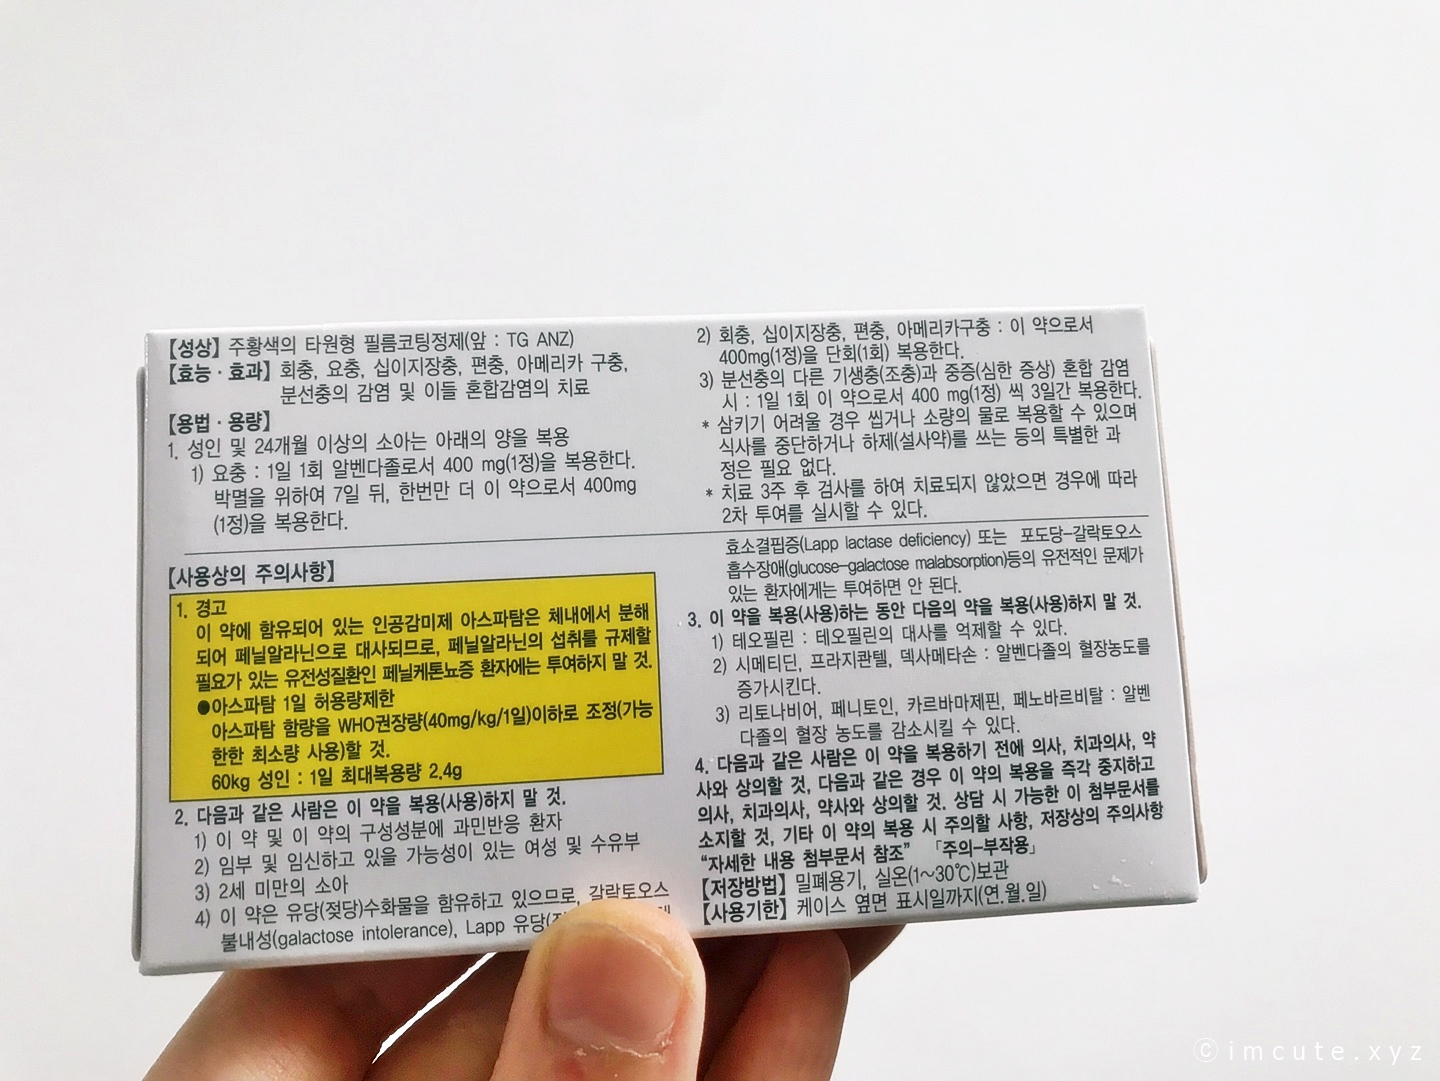 【성상】 주황색의 타원형 필름코팅정제(앞 : TG ANZ)
【효능 · 효과】 회충, 요충, 십이지장충, 편충, 아메리카 구충,
분선충의 감염 및 이들 혼합감염의 치료
【용법 · 용량】
1. 성인 및 24개월 이상의 소아는 아래의 양을 복용
1) 요충 : 1일 1회 알벤다졸로서 400 mg(1정)을 복용한다.
박멸을 위하여 7일 뒤, 한번만 더 이 약으로서 400mg
(1정)을 복용한다.
2) 회충, 십이지장충, 편충, 아메리카구충 : 이 약으로서
400mg(1정)을 단회(1회) 복용한다.
3) 분선충의 다른 기생충(조충)과 중증(심한 증상) 혼합 감염
시 : 1일 1회 이 약으로서 400 mg(1정) 씩 3일간 복용한다.
* 삼키기 어려울 경우 씹거나 소량의 물로 복용할 수 있으며
식사를 중단하거나 하제(설사약)를 쓰는 등의 특별한 과
정은 필요 없다.
* 치료 3주 후 검사를 하여 치료되지 않았으면 경우에 따라
2차 투여를 실시할 수 있다.
【사용상의 주의사항】
1. 경고
이 약에 함유되어 있는 인공감미제 아스파탐은 체내에서 분해
되어 페닐알라닌으로 대사되므로, 페닐알라닌의 섭취를 규제할
필요가 있는 유전성질환인 페닐케톤뇨증 환자에는 투여하지 말 것.
●아스파탐 1일 허용량제한
아스파탐 함량을 WHO권장량(40mg/kg/1일)이하로 조정(가능
한한 최소량 사용)할 것.
60kg 성인 : 1일 최대복용량 2.4g
2. 다음과 같은 사람은 이 약을 복용(사용)하지 말 것.
1) 이 약 및 이 약의 구성성분에 과민반응 환자
2) 임부 및 임신하고 있을 가능성이 있는 여성 및 수유부
3) 2세 미만의 소아
4) 이 약은 유당(젖당)수화물을 함유하고 있으므로, 갈락토오스
불내성(galactose intolerance), Lapp 유당
효소결핍증(Lapp lactase deficiency) 또는 포도당-갈락토오스
흡수장애(glucose-galactose malabsorption)등의 유전적인 문제가
있는 환자에게는 투여하면 안 된다.
3. 이 약을 복용(사용)하는 동안 다음의 약을 복용(사용)하지 말 것.
1) 테오필린 : 테오필린의 대사를 억제할 수 있다.
2) 시메티딘, 프라지콴텔, 덱사메타손 : 알벤다졸의 혈장농도를
증가시킨다.
3) 리토나비어, 페니토인, 카르바마제핀, 페노바르비탈 : 알벤
다졸의 혈장 농도를 감소시킬 수 있다.
4. 다음과 같은 사람은 이 약을 복용하기 전에 의사, 치과의사, 약
사와 상의할 것, 다음과 같은 경우 이 약의 복용을 즉각 중지하고
의사, 치과의사, 약사와 상의할 것. 상담 시 가능한 이 첨부문서를
소지할 것, 기타 이 약의 복용 시 주의할 사항, 저장상의 주의사항
“자세한 내용 첨부문서 참조” 「주의-부작용」
【저장방법】 밀폐용기, 실온(1~30℃)보관
【사용기한】 케이스 옆면 표시일까지(연.월.일)
©imcute.xyz